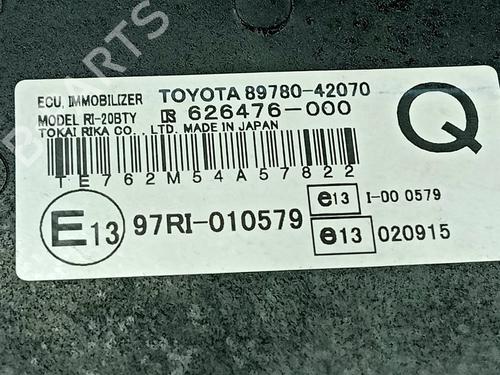 PARTS
ECU, IMMOBILIZER TOYOTA 89780-42070
MODEL RI-20BTY 626476-000
TOKAI RIKA CO., LTD. MADE IN JAPAN
Q
TE762M54A57822
E13 97RI-010579
e13 I-00 0579
e13 020915